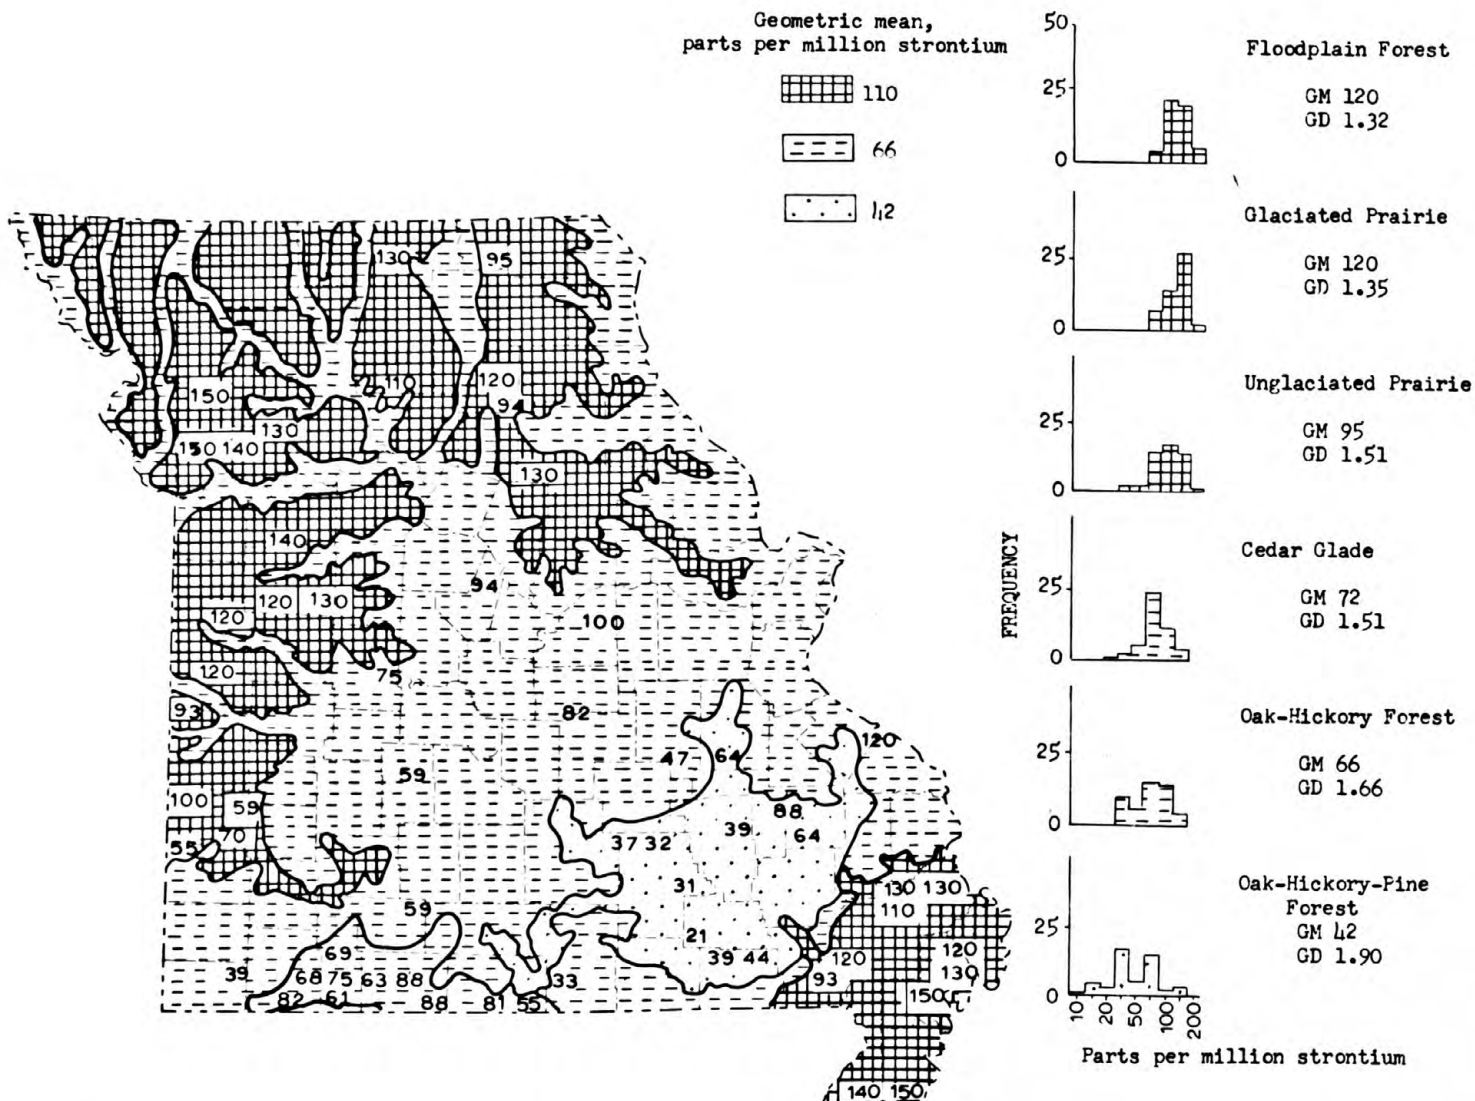 Geometric mean,
parts per million strontium
110
66
42
50
25
0
Floodplain Forest
GM 120
GD 1.32
25
0
Glaciated Prairie
GM 120
GD 1.35
25
0
Unglaciated Prairie
GM 95
GD 1.51
FREQUENCY
25
0
Cedar Glade
GM 72
GD 1.51
25
0
Oak-Hickory Forest
GM 66
GD 1.66
25
0
Oak-Hickory-Pine
Forest
GM 42
GD 1.90
10 20 50 100 200
Parts per million strontium
130 95
150 110 120
94
130
150 140
130
140
94
120 130
120
100
120
75
93
82
120
47 64
59
100 59
88
39 64
70
37 32
55
31
130 130
110
59
21
69
39 44
120
120
39
68 75 63 88
33
93
130
82 61
88
81 55
150
140 150